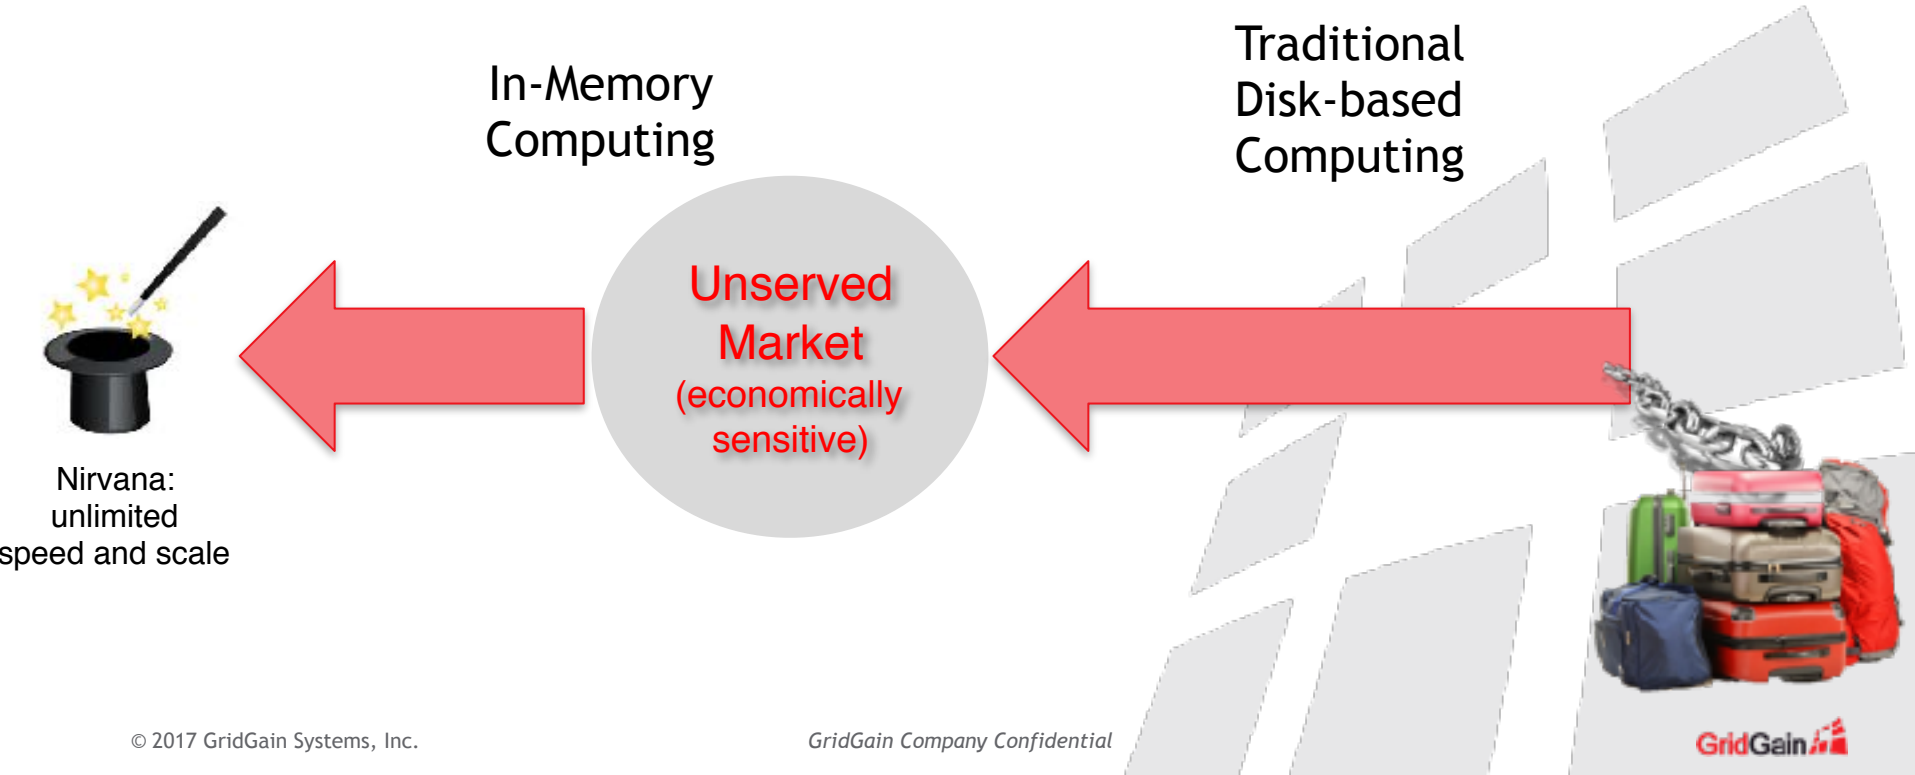 In-Memory
Computing
Traditional
Disk-based
Computing
Unserved
Market
(economically
sensitive)
Nirvana:
unlimited
speed and scale
© 2017 GridGain Systems, Inc.
GridGain Company Confidential
GridGain